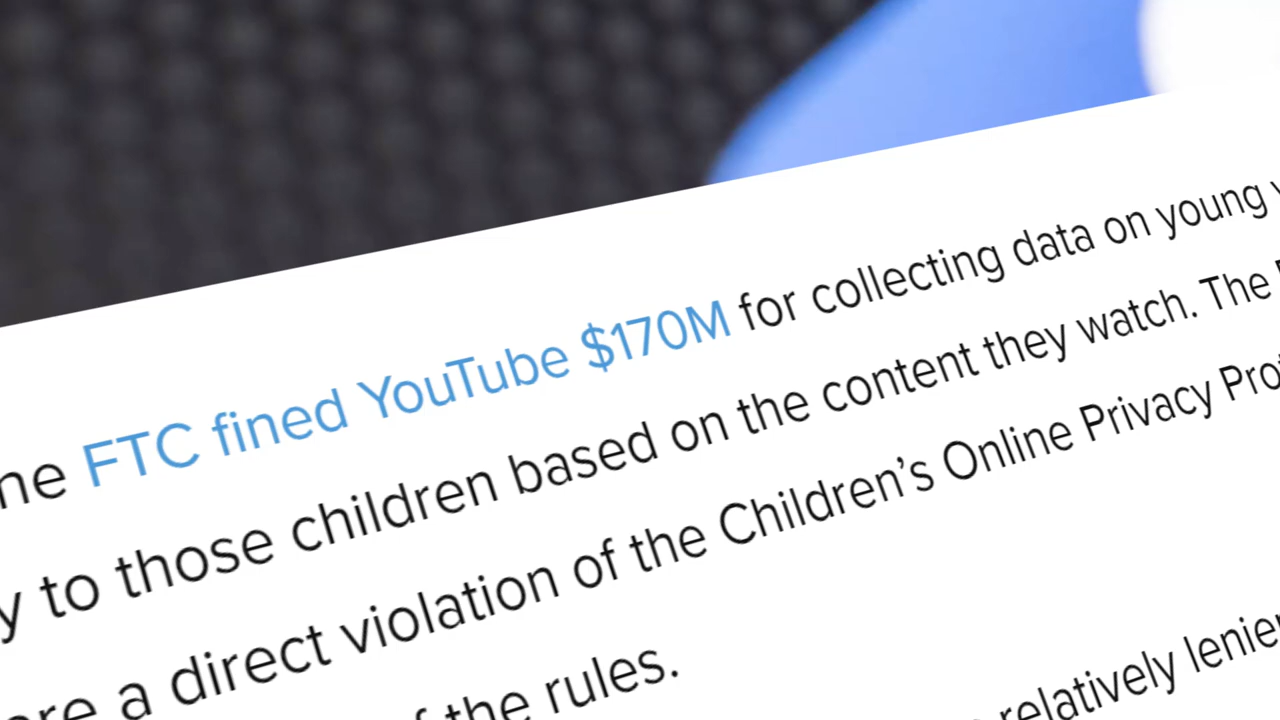 FTC fined YouTube $170M for collecting data on young
to those children based on the content they watch. The
a direct violation of the Children's Online Privacy
the rules.
relatively